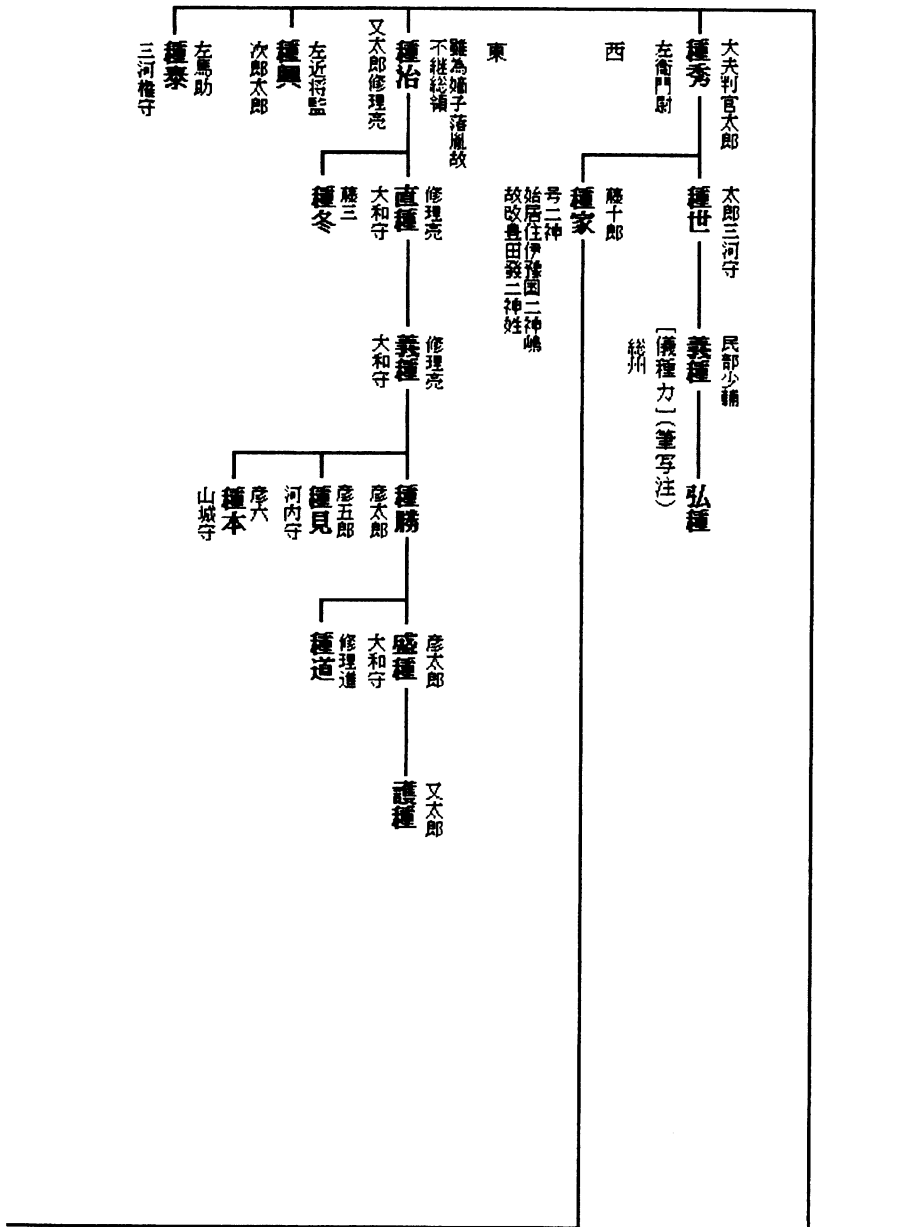 大夫判官太郎
種秀
左衛門尉
西
東
雖為嫡子落胤故
不継総領
種治
又太郎修理亮
左近将監
種興
次郎太郎
左馬助
種泰
三河権守
太郎三河守
種世
藤十郎
種家
号二神
始居住伊豫国二神嶋
故改豊田發二神姓
修理亮
直種
大和守
藤三
種冬
民部少輔
義種
［儀種カ］（筆写注）
総州
修理亮
義種
大和守
弘種
種勝
彦太郎
彦五郎
種見
河内守
彦六
種本
山城守
彦太郎
盛種
大和守
修理進
種道
又太郎
護種